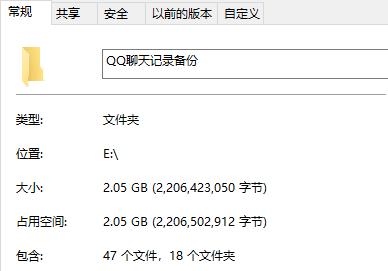 常规 共享 安全 以前的版本 自定义
QQ聊天记录备份
类型: 文件夹
位置: E:\
大小: 2.05 GB (2,206,423,050 字节)
占用空间: 2.05 GB (2,206,502,912 字节)
包含: 47 个文件，18 个文件夹